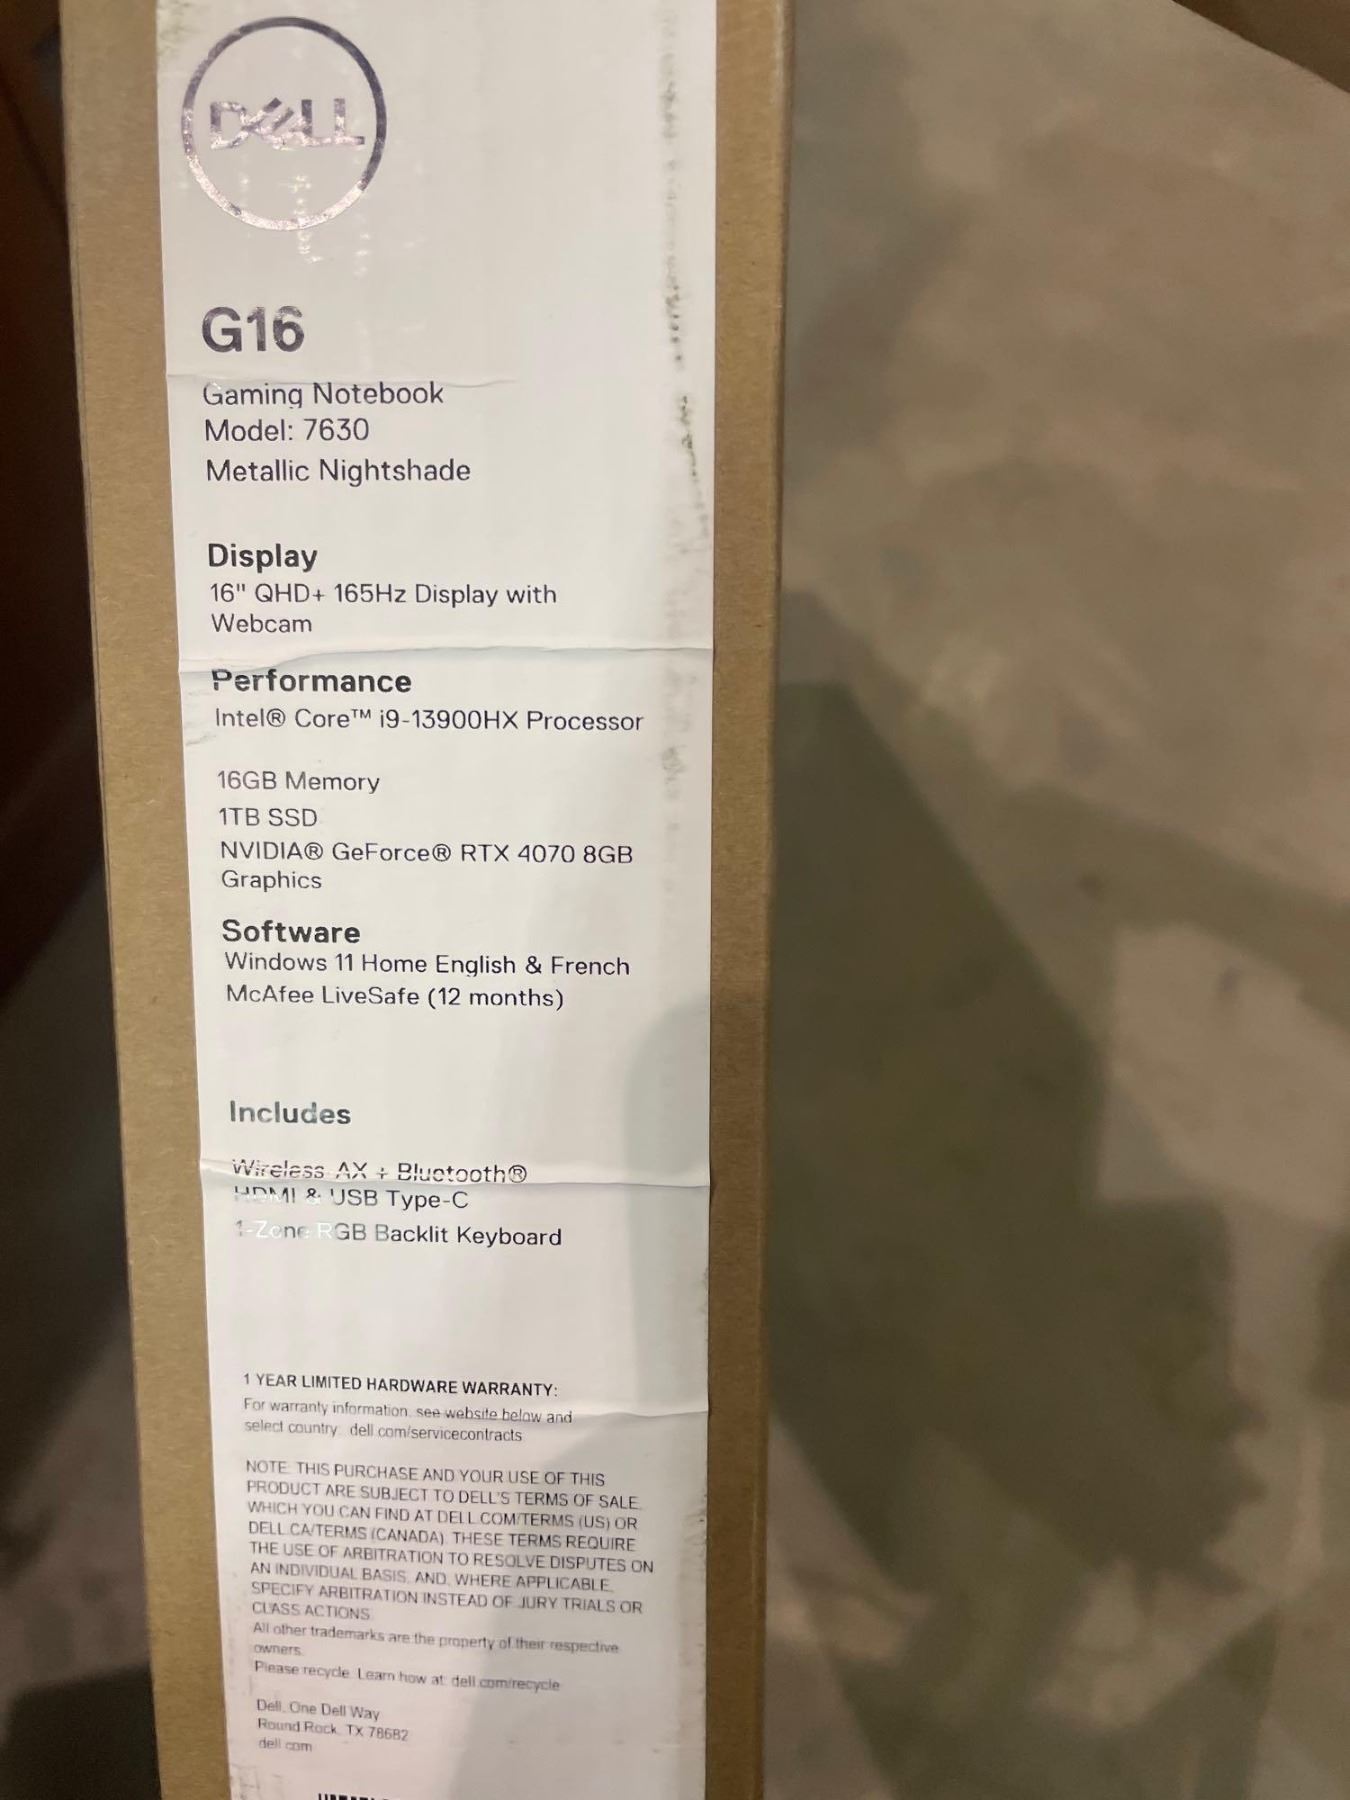 DELL
G16
Gaming Notebook
Model: 7630
Metallic Nightshade
Display
16" QHD+ 165Hz Display with
Webcam
Performance
Intel® Core™ i9-13900HX Processor
16GB Memory
1TB SSD
NVIDIA® GeForce® RTX 4070 8GB
Graphics
Software
Windows 11 Home English & French
McAfee LiveSafe (12 months)
Includes
Wireless AX + Bluetooth®
HDMI & USB Type-C
1-Zone RGB Backlit Keyboard
1 YEAR LIMITED HARDWARE WARRANTY:
For warranty information, see website below and
select country: dell.com/servicecontracts
NOTE: THIS PURCHASE AND YOUR USE OF THIS
PRODUCT ARE SUBJECT TO DELL'S TERMS OF SALE,
WHICH YOU CAN FIND AT DELL.COM/TERMS (US) OR
DELL.CA/TERMS (CANADA). THESE TERMS REQUIRE
THE USE OF ARBITRATION TO RESOLVE DISPUTES ON
AN INDIVIDUAL BASIS, AND, WHERE APPLICABLE,
SPECIFY ARBITRATION INSTEAD OF JURY TRIALS OR
CLASS ACTIONS.
All other trademarks are the property of their respective
owners.
Please recycle. Learn how at: dell.com/recycle
Dell, One Dell Way
Round Rock, TX 78682
dell.com